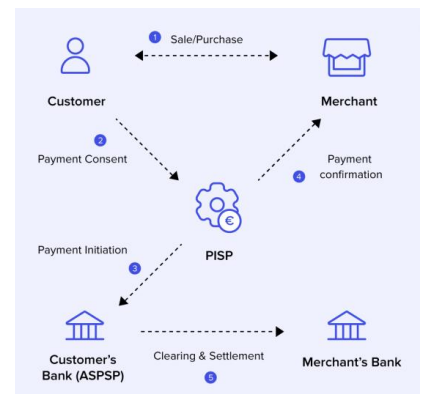 1 Sale/Purchase
Customer
Merchant
2
Payment Consent
Payment
confirmation
4
€
PISP
Payment Initiation
3
Customer's
Bank (ASPSP)
Clearing & Settlement
5
Merchant's Bank